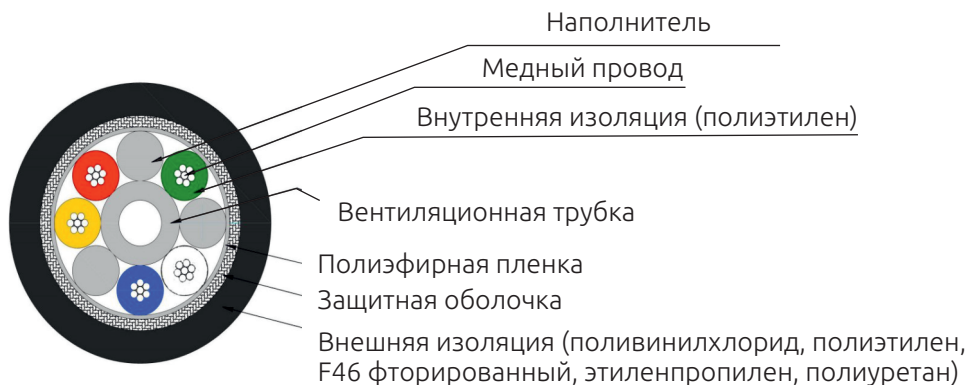 Наполнитель
Медный провод
Внутренняя изоляция (полиэтилен)
Вентиляционная трубка
Полиэфирная пленка
Защитная оболочка
Внешняя изоляция (поливинилхлорид, полиэтилен,
F46 фторированный, этиленпропилен, полиуретан)